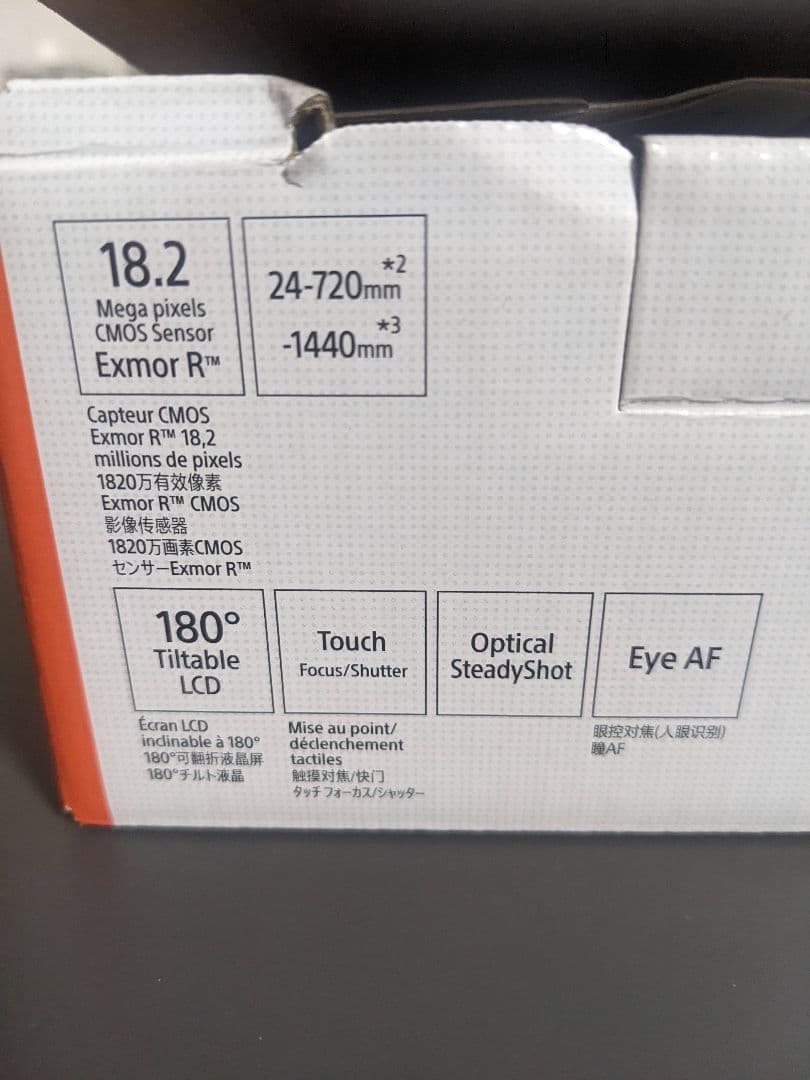 18.2
Mega pixels
CMOS Sensor
Exmor R™
24-720mm*2
-1440mm*3
Capteur CMOS
Exmor R™ 18,2
millions de pixels
1820万有效像素
Exmor R™ CMOS
影像传感器
1820万画素CMOS
センサーExmor R™
180°
Tiltable
LCD
Touch
Focus/Shutter
Optical
SteadyShot
Eye AF
Écran LCD
inclinable à 180°
180°可翻折液晶屏
180°チルト液晶
Mise au point/
déclenchement
tactiles
触摸对焦/快门
タッチフォーカス/シャッター
眼控对焦(人眼识别)
瞳AF